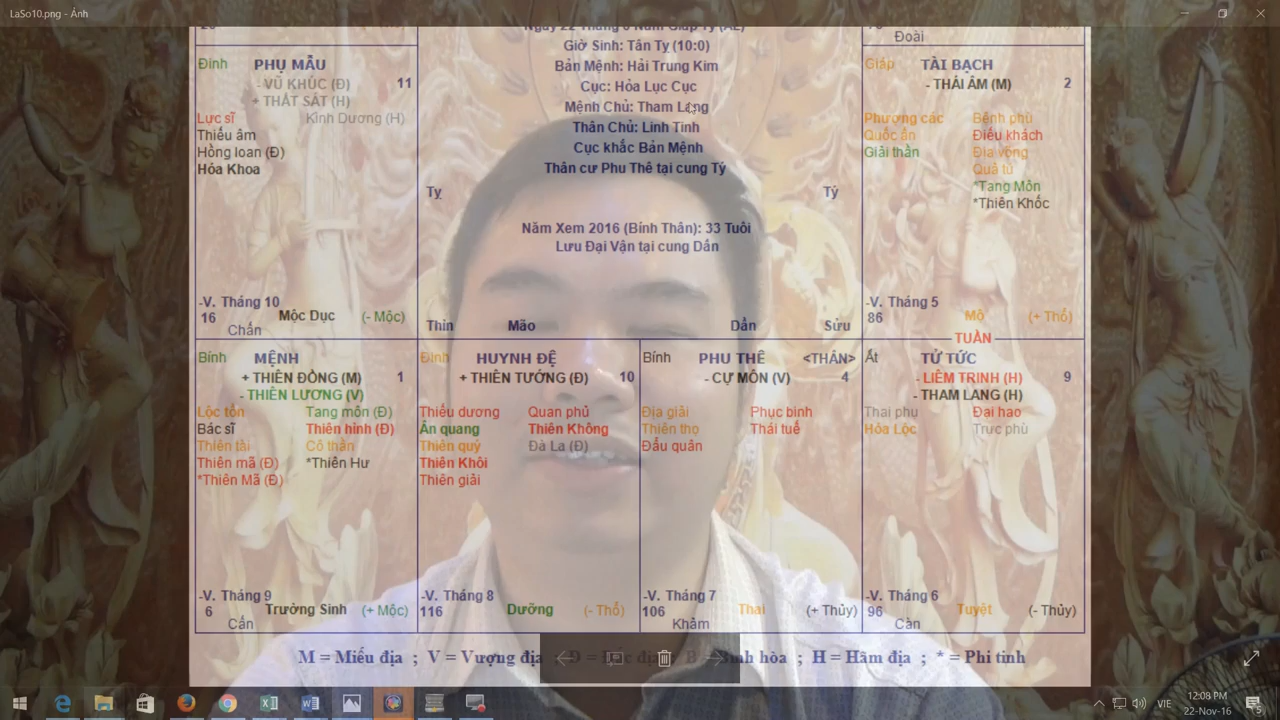 LaSo10.png - Ảnh
Giờ Sinh: Tân Tỵ (10:0)
Bản Mệnh: Hải Trung Kim
Cục: Hỏa Lục Cục
Mệnh Chủ: Tham Lang
Thân Chủ: Linh Tinh
Cục khắc Bản Mệnh
Thân cư Phu Thê tại cung Tý
Tỵ
Tý
Năm Xem 2016 (Bính Thân): 33 Tuổi
Lưu Đại Vận tại cung Dần
Thìn
Mão
Dần
Sửu
Đinh
PHỤ MẪU
- VŨ KHÚC (Đ)
11
+ THẤT SÁT (H)
Lực sĩ
Kình Dương (H)
Thiếu âm
Hồng loan (Đ)
Hóa Khoa
-V. Tháng 10
16
Mộc Dục
(- Mộc)
Chấn
Đoài
Giáp
TÀI BẠCH
- THÁI ÂM (M)
2
Phượng các
Bệnh phù
Quốc ấn
Điếu khách
Giải thần
Địa võng
Quả tú
*Tang Môn
*Thiên Khốc
-V. Tháng 5
86
Mộ
(+ Thổ)
TUẦN
Bính
MỆNH
+ THIÊN ĐỒNG (M)
1
- THIÊN LƯƠNG (V)
Lộc tồn
Tang môn (Đ)
Bác sĩ
Thiên hình (Đ)
Thiên tài
Cô thần
Thiên mã (Đ)
*Thiên Hư
*Thiên Mã (Đ)
-V. Tháng 9
6
Trường Sinh
(+ Mộc)
Cấn
Đinh
HUYNH ĐỆ
+ THIÊN TƯỚNG (Đ)
10
Thiếu dương
Quan phủ
Ân quang
Thiên Không
Thiên quý
Đà La (Đ)
Thiên Khôi
Thiên giải
-V. Tháng 8
116
Dưỡng
(- Thổ)
Bính
PHU THÊ
<THÂN>
- CỰ MÔN (V)
4
Địa giải
Phục binh
Thiên thọ
Thái tuế
Đẩu quân
-V. Tháng 7
106
Thai
(+ Thủy)
Khảm
Ất
TỬ TỨC
- LIÊM TRINH (H)
9
- THAM LANG (H)
Thai phụ
Đại hao
Hóa Lộc
Trực phù
-V. Tháng 6
96
Tuyệt
(- Thủy)
Càn
M = Miếu địa ; V = Vượng địa ; Đ = Đắc địa ; B = Bình hòa ; H = Hãm địa ; * = Phi tinh
VIE
12:08 PM
22-Nov-16
5